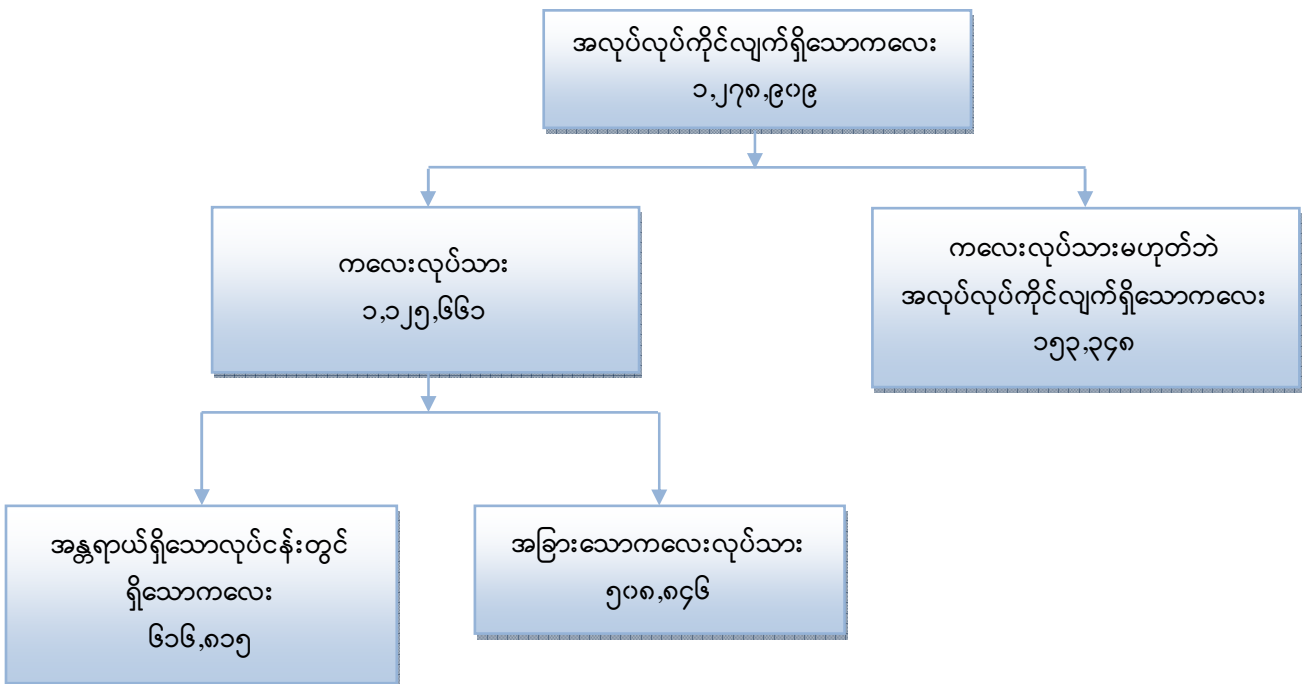 အလုပ်လုပ်ကိုင်လျက်ရှိသောကလေး
၁,၂၇၈,၉၀၉
ကလေးလုပ်သား
၁,၁၂၅,၆၆၁
ကလေးလုပ်သားမဟုတ်ဘဲ
အလုပ်လုပ်ကိုင်လျက်ရှိသောကလေး
၁၅၃,၃၄၈
အန္တရာယ်ရှိသောလုပ်ငန်းတွင်
ရှိသောကလေး
၆၁၆,၈၁၅
အခြားသောကလေးလုပ်သား
၅၀၈,၈၄၆